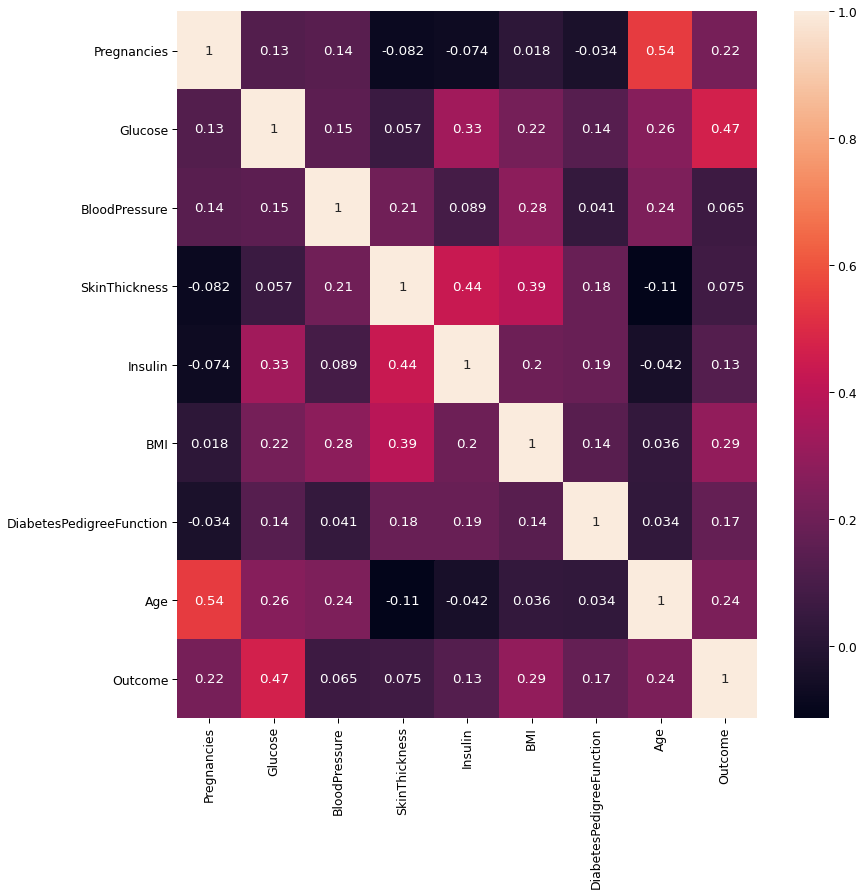 Pregnancies 1 0.13 0.14 -0.082 -0.074 0.018 -0.034 0.54 0.22
Glucose 0.13 1 0.15 0.057 0.33 0.22 0.14 0.26 0.47
BloodPressure 0.14 0.15 1 0.21 0.089 0.28 0.041 0.24 0.065
SkinThickness -0.082 0.057 0.21 1 0.44 0.39 0.18 -0.11 0.075
Insulin -0.074 0.33 0.089 0.44 1 0.2 0.19 -0.042 0.13
BMI 0.018 0.22 0.28 0.39 0.2 1 0.14 0.036 0.29
DiabetesPedigreeFunction -0.034 0.14 0.041 0.18 0.19 0.14 1 0.034 0.17
Age 0.54 0.26 0.24 -0.11 -0.042 0.036 0.034 1 0.24
Outcome 0.22 0.47 0.065 0.075 0.13 0.29 0.17 0.24 1
Pregnancies
Glucose
BloodPressure
SkinThickness
Insulin
BMI
DiabetesPedigreeFunction
Age
Outcome
1.0
0.8
0.6
0.4
0.2
0.0